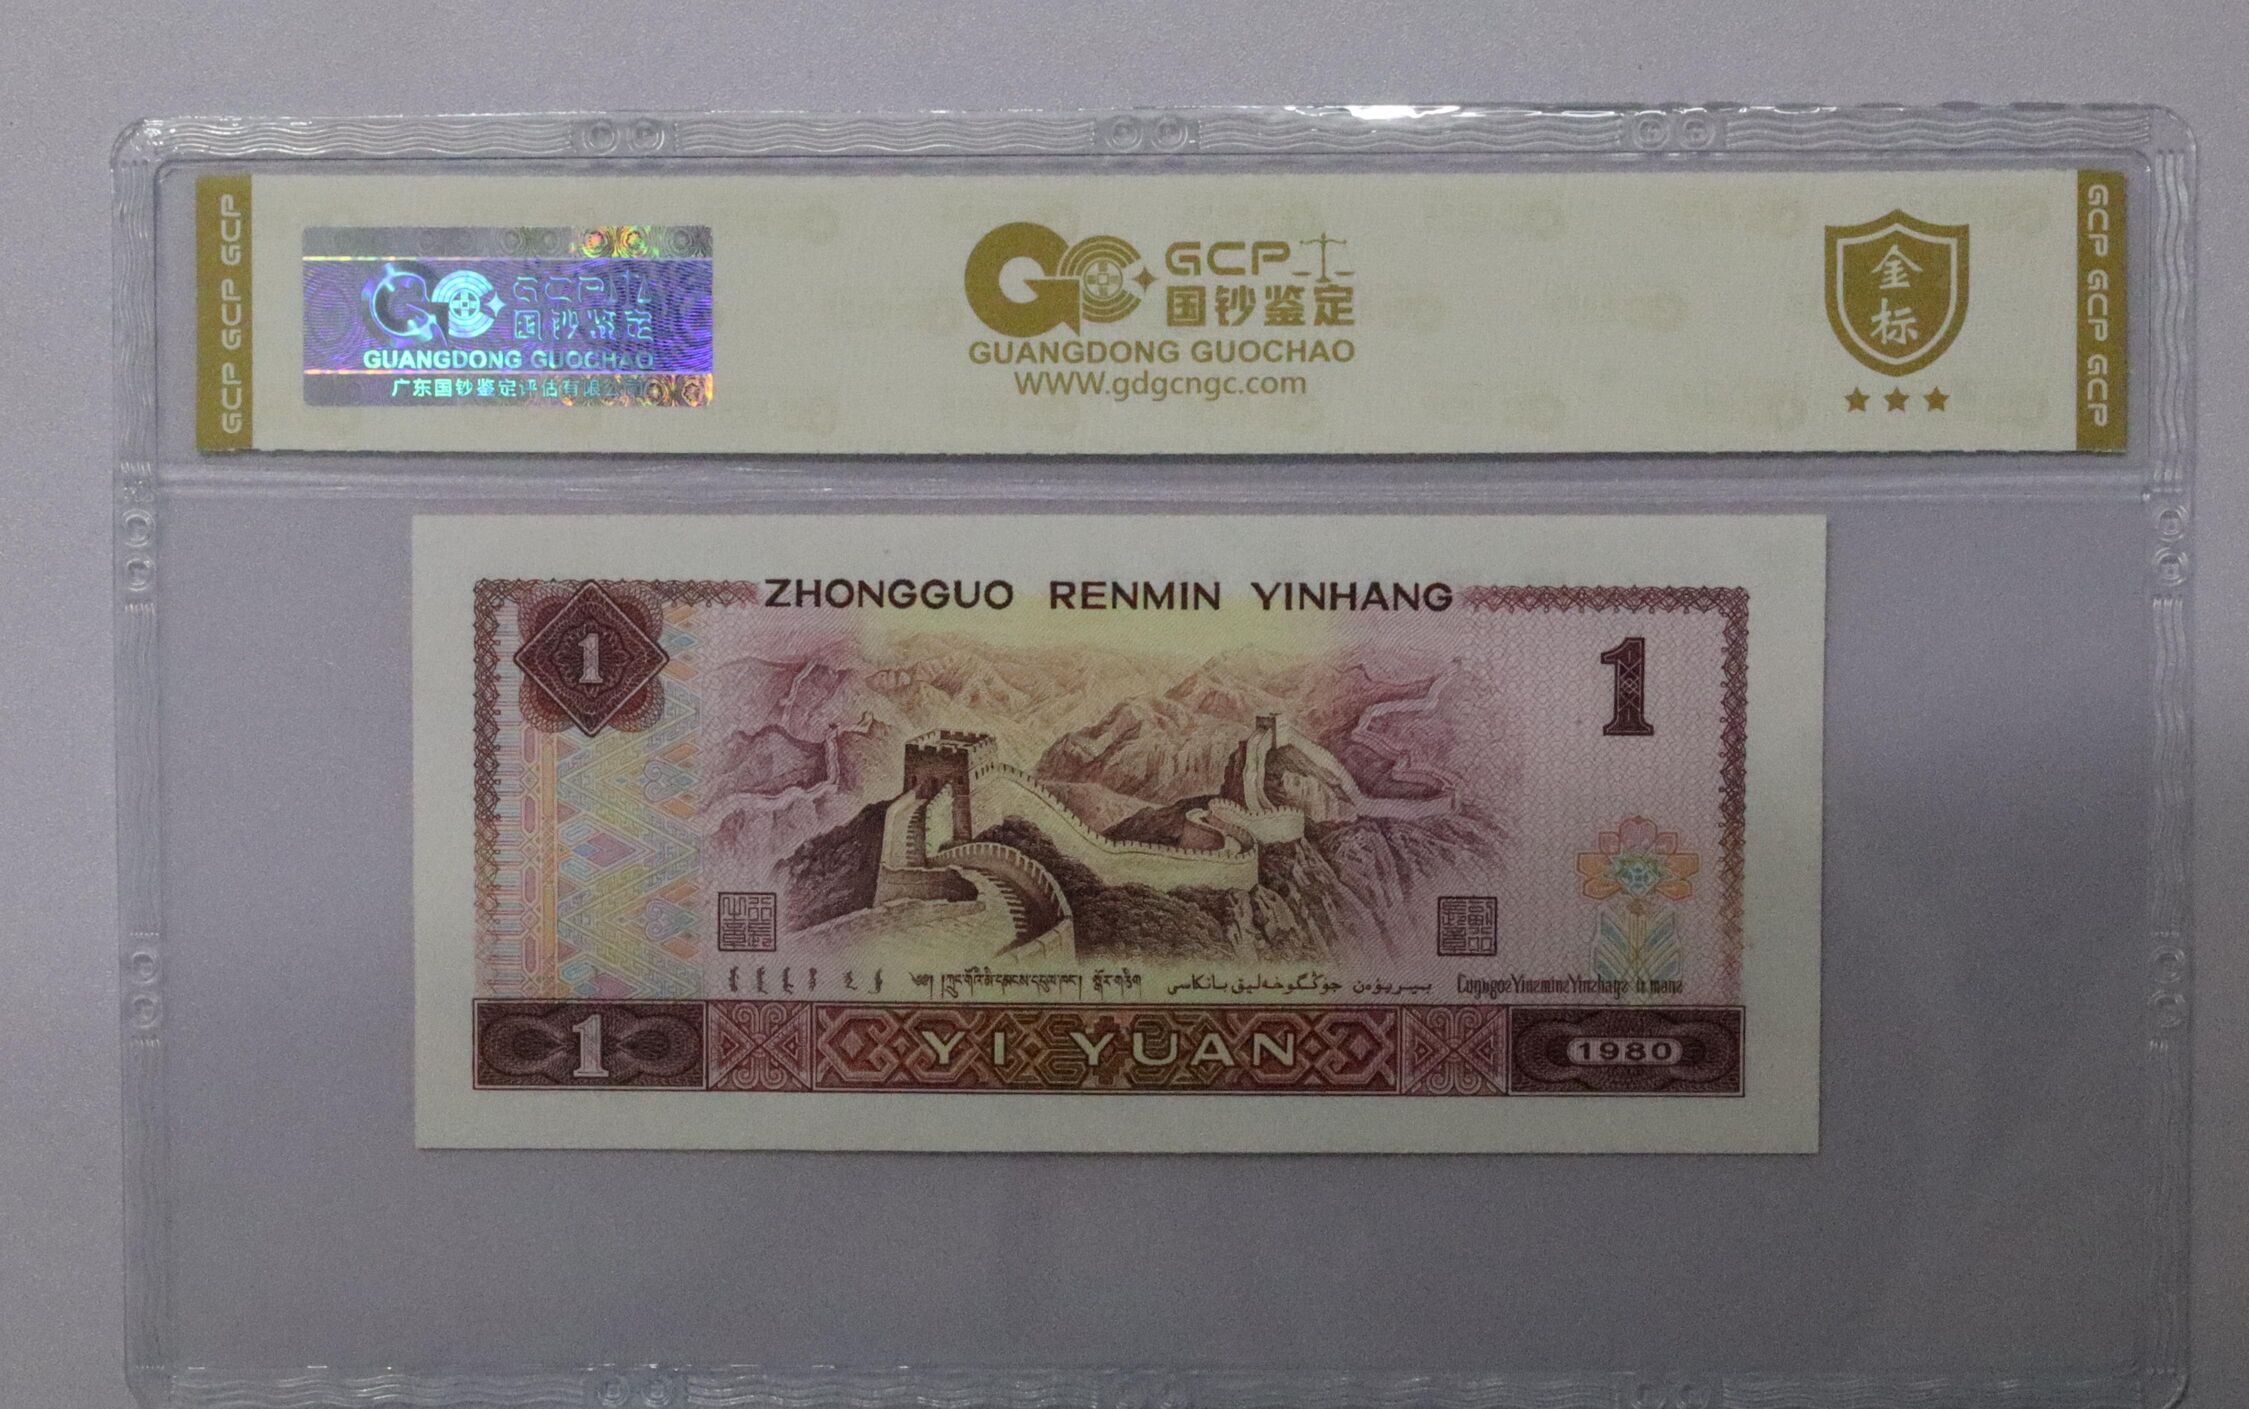 GCP GCP GCP
GCP
国钞鉴定
GUANGDONG GUOCHAO
广东国钞鉴定评估有限公司
GCP
国钞鉴定
GUANGDONG GUOCHAO
WWW.gdgcngc.com
金
标
GCP GCP GCP
ZHONGGUO RENMIN YINHANG
1
1
1
YI YUAN
1980